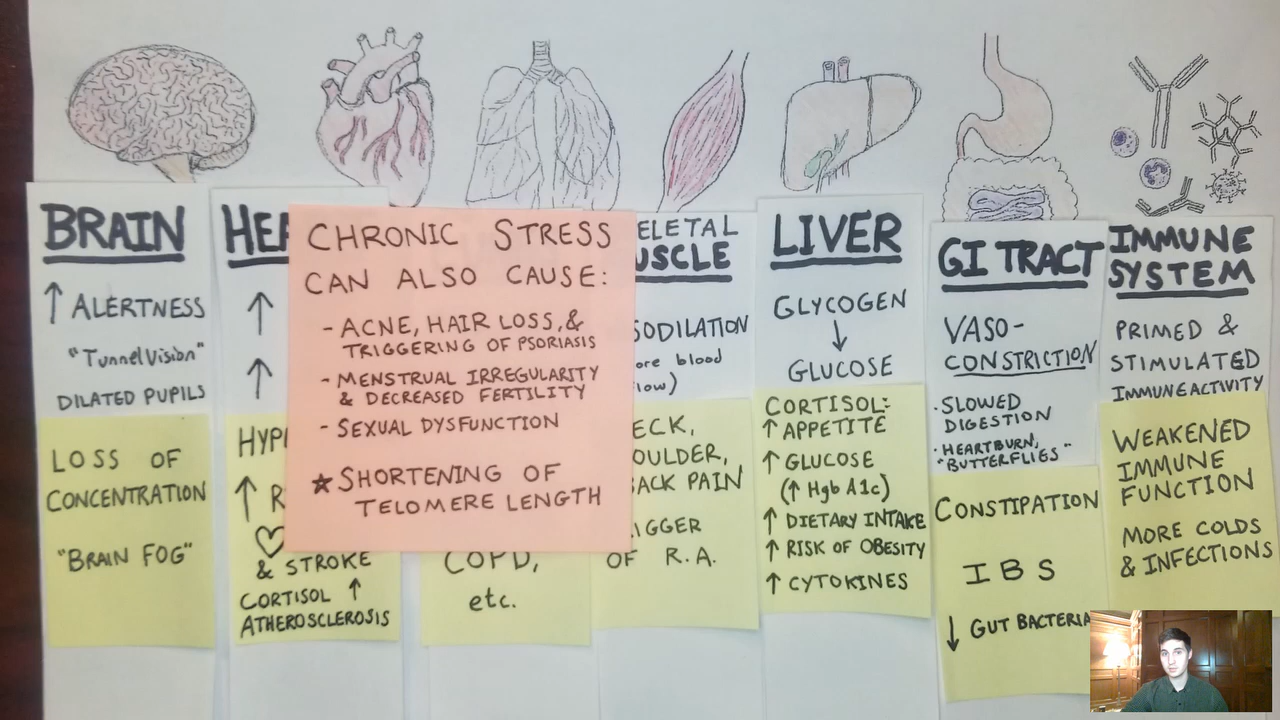 BRAIN
↑ ALERTNESS
"Tunnel Vision"
DILATED PUPILS
LOSS OF
CONCENTRATION
"BRAIN FOG"
HEA
↑
↑
HYP
↑ R
♡
& STROKE
CORTISOL ↑
ATHEROSCLEROSIS
CHRONIC STRESS
CAN ALSO CAUSE:
- ACNE, HAIR LOSS, &
TRIGGERING OF PSORIASIS
- MENSTRUAL IRREGULARITY
& DECREASED FERTILITY
- SEXUAL DYSFUNCTION
★ SHORTENING OF
TELOMERE LENGTH
COPD,
etc.
ELETAL
USCLE
SODILATION
ore blood
low)
ECK,
OULDER,
ACK PAIN
IGGER
OF R.A.
LIVER
GLYCOGEN
↓
GLUCOSE
CORTISOL:
↑ APPETITE
↑ GLUCOSE
(↑ Hgb A1c)
↑ DIETARY INTAKE
↑ RISK OF OBESITY
↑ CYTOKINES
GI TRACT
VASO-
CONSTRICTION
· SLOWED
DIGESTION
· HEARTBURN,
"BUTTERFLIES"
CONSTIPATION
IBS
↓ GUT BACTERIA
IMMUNE
SYSTEM
PRIMED &
STIMULATED
IMMUNE ACTIVITY
WEAKENED
IMMUNE
FUNCTION
MORE COLDS
& INFECTIONS